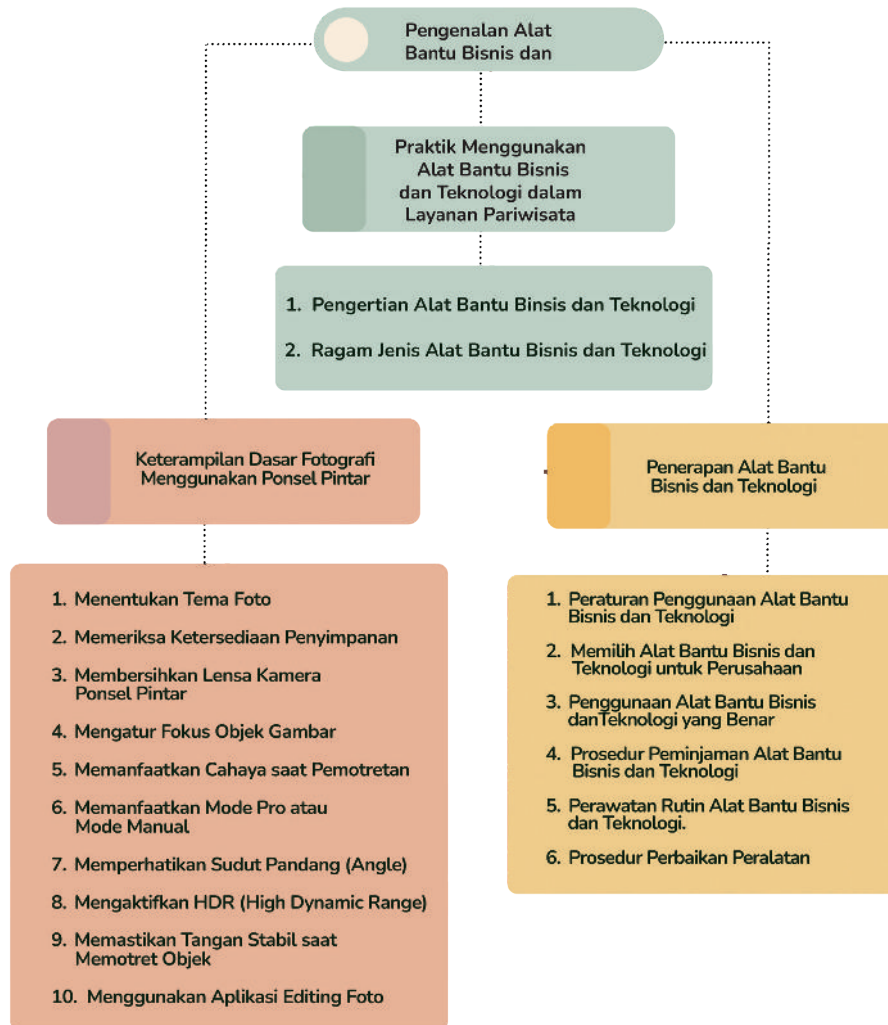 Pengenalan Alat
Bantu Bisnis dan
Praktik Menggunakan
Alat Bantu Bisnis
dan Teknologi dalam
Layanan Pariwisata
1. Pengertian Alat Bantu Binsis dan Teknologi
2. Ragam Jenis Alat Bantu Bisnis dan Teknologi
Keterampilan Dasar Fotografi
Menggunakan Ponsel Pintar
1. Menentukan Tema Foto
2. Memeriksa Ketersediaan Penyimpanan
3. Membersihkan Lensa Kamera
Ponsel Pintar
4. Mengatur Fokus Objek Gambar
5. Memanfaatkan Cahaya saat Pemotretan
6. Memanfaatkan Mode Pro atau
Mode Manual
7. Memperhatikan Sudut Pandang (Angle)
8. Mengaktifkan HDR (High Dynamic Range)
9. Memastikan Tangan Stabil saat
Memotret Objek
10. Menggunakan Aplikasi Editing Foto
Penerapan Alat Bantu
Bisnis dan Teknologi
1. Peraturan Penggunaan Alat Bantu
Bisnis dan Teknologi
2. Memilih Alat Bantu Bisnis dan
Teknologi untuk Perusahaan
3. Penggunaan Alat Bantu Bisnis
danTeknologi yang Benar
4. Prosedur Peminjaman Alat Bantu
Bisnis dan Teknologi
5. Perawatan Rutin Alat Bantu Bisnis
dan Teknologi.
6. Prosedur Perbaikan Peralatan